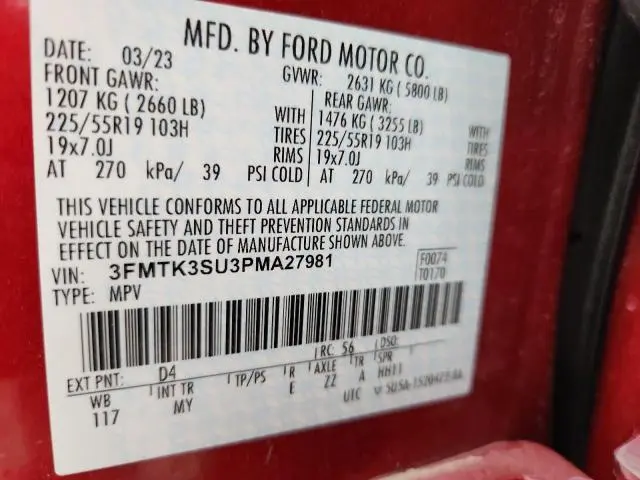 MFD. BY FORD MOTOR CO.
DATE: 03/23 GVWR: 2631 KG ( 5800 LB)
FRONT GAWR: REAR GAWR:
1207 KG ( 2660 LB) WITH 1476 KG ( 3255 LB) WITH
225/55R19 103H TIRES 225/55R19 103H TIRES
19x7.0J RIMS 19x7.0J RIMS
AT 270 kPa/ 39 PSI COLD AT 270 kPa/ 39 PSI COLD
THIS VEHICLE CONFORMS TO ALL APPLICABLE FEDERAL MOTOR
VEHICLE SAFETY AND THEFT PREVENTION STANDARDS IN
EFFECT ON THE DATE OF MANUFACTURE SHOWN ABOVE.
VIN: 3FMTK3SU3PMA27981 F0074
TYPE: MPV T0170
EXT PNT: D4 RC: 56 DSO:
WB INT TR TP/PS R AXLE TR SPR
117 MY E ZZ A HH11
UTC